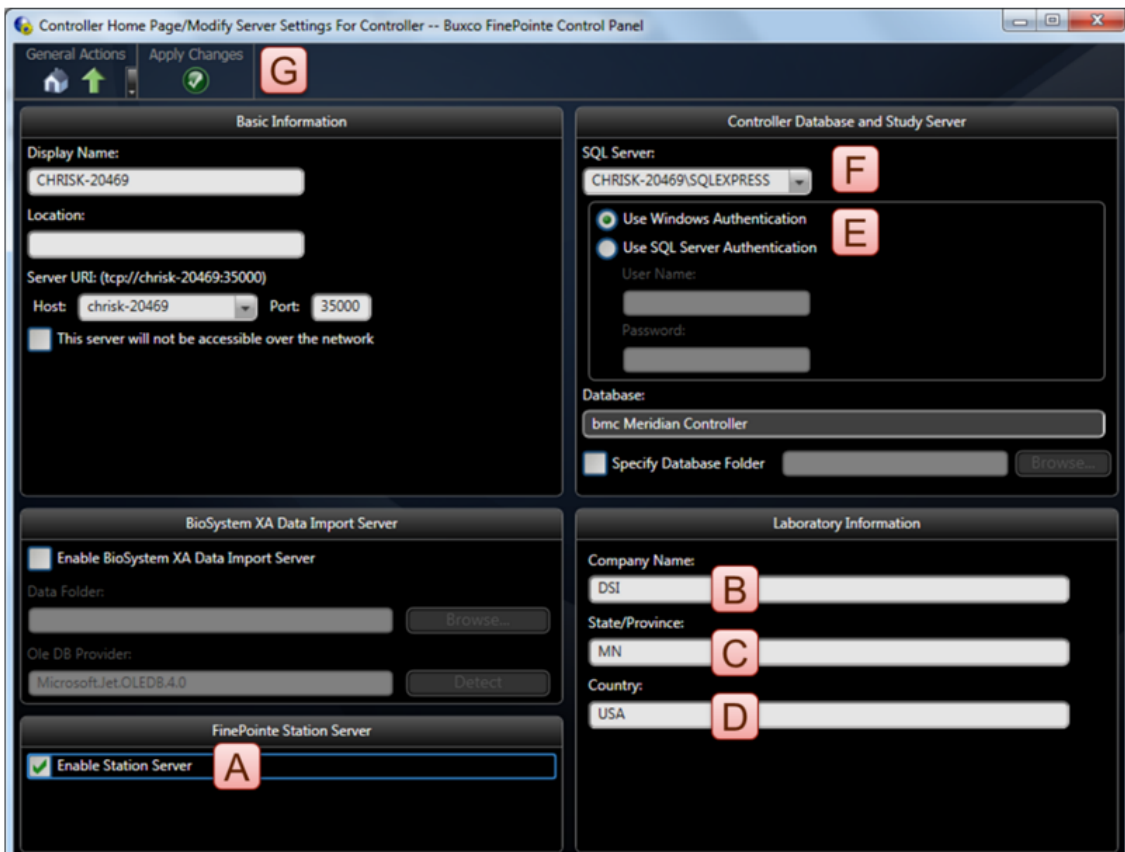 Controller Home Page/Modify Server Settings For Controller -- Buxco FinePointe Control Panel
General Actions
Apply Changes
G
Basic Information
Display Name:
CHRISK-20469
Location:
Server URI: (tcp://chrisk-20469:35000)
Host: chrisk-20469 Port: 35000
This server will not be accessible over the network
Controller Database and Study Server
SQL Server:
CHRISK-20469\SQLEXPRESS
F
Use Windows Authentication
E
Use SQL Server Authentication
User Name:
Password:
Database:
bmc Meridian Controller
Specify Database Folder Browse...
BioSystem XA Data Import Server
Enable BioSystem XA Data Import Server
Data Folder:
Browse...
Ole DB Provider:
Microsoft.Jet.OLEDB.4.0 Detect
FinePointe Station Server
Enable Station Server A
Laboratory Information
Company Name:
DSI B
State/Province:
MN C
Country:
USA D